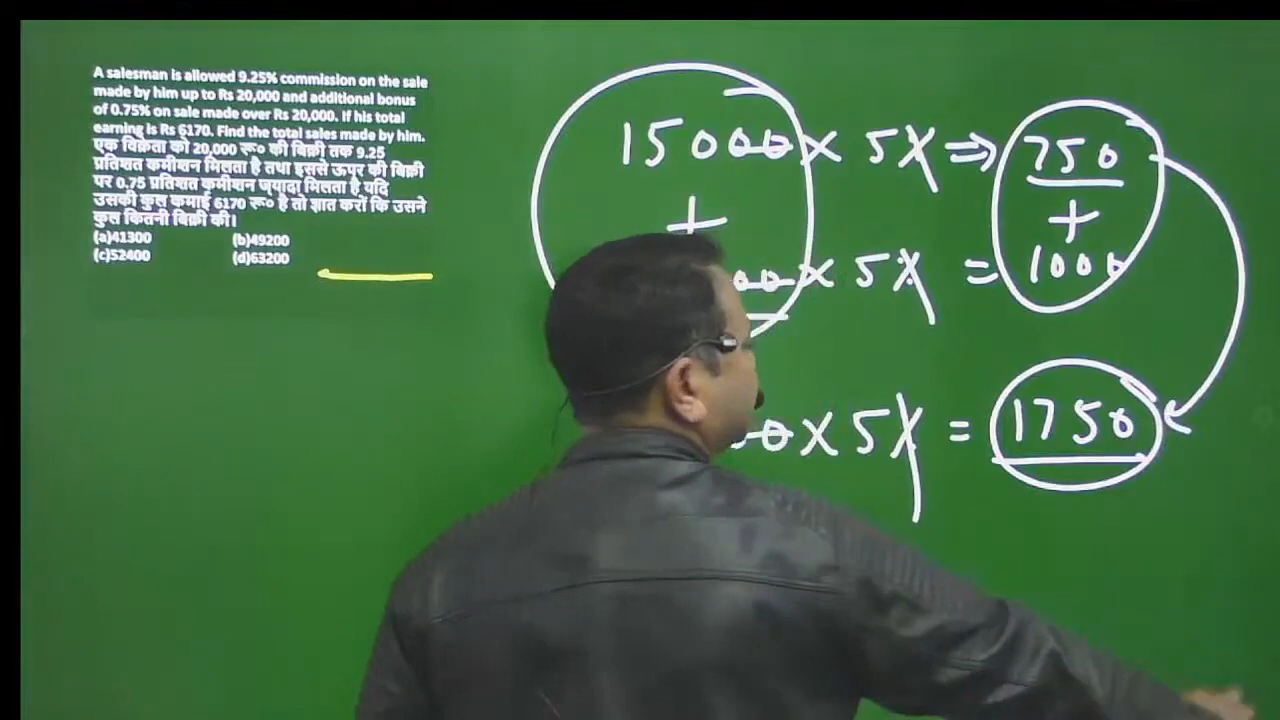 A salesman is allowed 9.25% commission on the sale
made by him up to Rs 20,000 and additional bonus
of 0.75% on sale made over Rs 20,000. If his total
earning is Rs 6170. Find the total sales made by him.
एक विक्रेता को 20,000 रू० की बिक्री तक 9.25
प्रतिशत कमीशन मिलता है तथा इससे ऊपर की बिक्री
पर 0.75 प्रतिशत कमीशन ज्यादा मिलता है यदि
उसकी कुल कमाई 6170 रू० है तो ज्ञात करों कि उसने
कुल कितनी बिक्री की।
(a)41300 (b)49200
(c)52400 (d)63200
15000 × 5% ⇒ 750
+ +
00 × 5% = 1000
0 × 5% = 1750